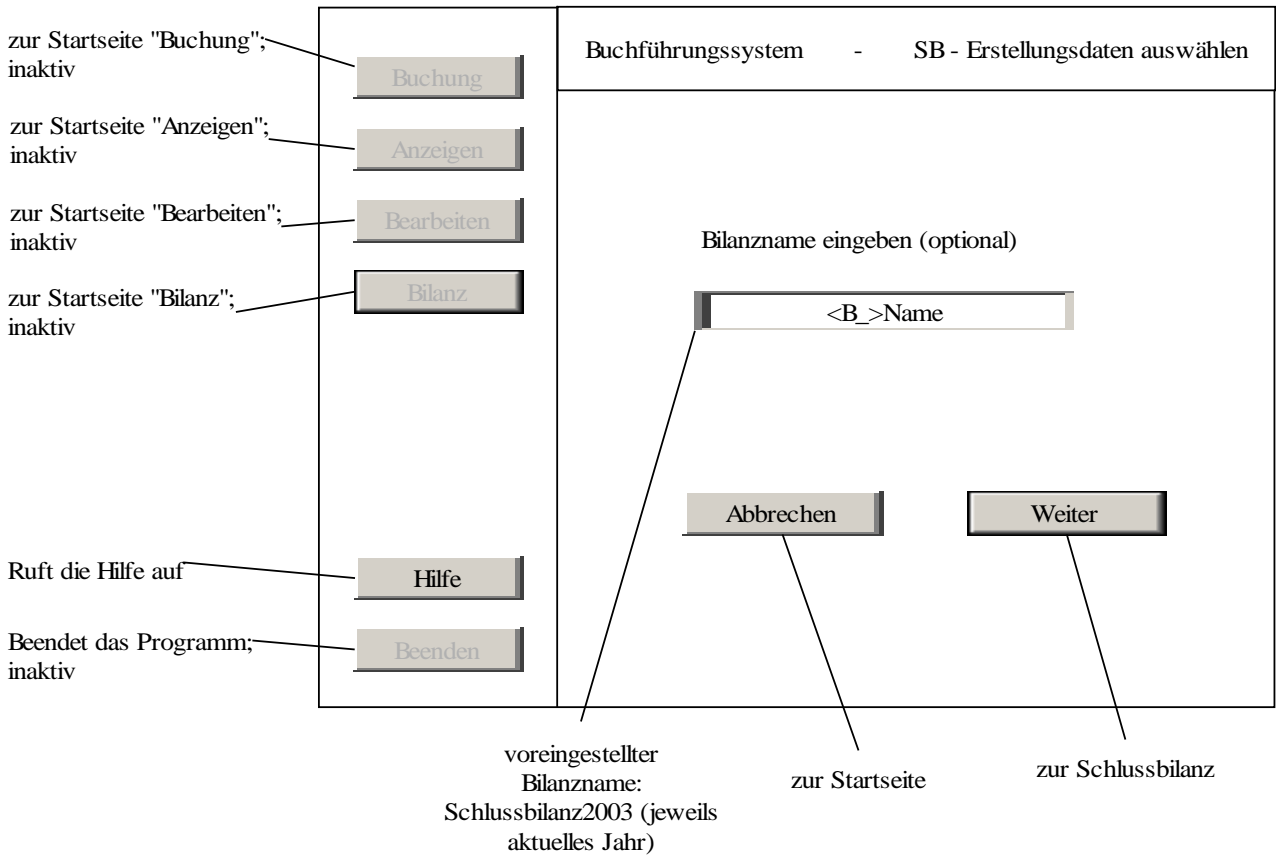 zur Startseite "Buchung";
inaktiv
zur Startseite "Anzeigen";
inaktiv
zur Startseite "Bearbeiten";
inaktiv
zur Startseite "Bilanz";
inaktiv
Ruft die Hilfe auf
Beendet das Programm;
inaktiv
Buchung
Anzeigen
Bearbeiten
Bilanz
Hilfe
Beenden
Buchführungssystem - SB - Erstellungsdaten auswählen
Bilanzname eingeben (optional)
<B_>Name
Abbrechen
Weiter
voreingestellter
Bilanzname:
Schlussbilanz2003 (jeweils
aktuelles Jahr)
zur Startseite
zur Schlussbilanz